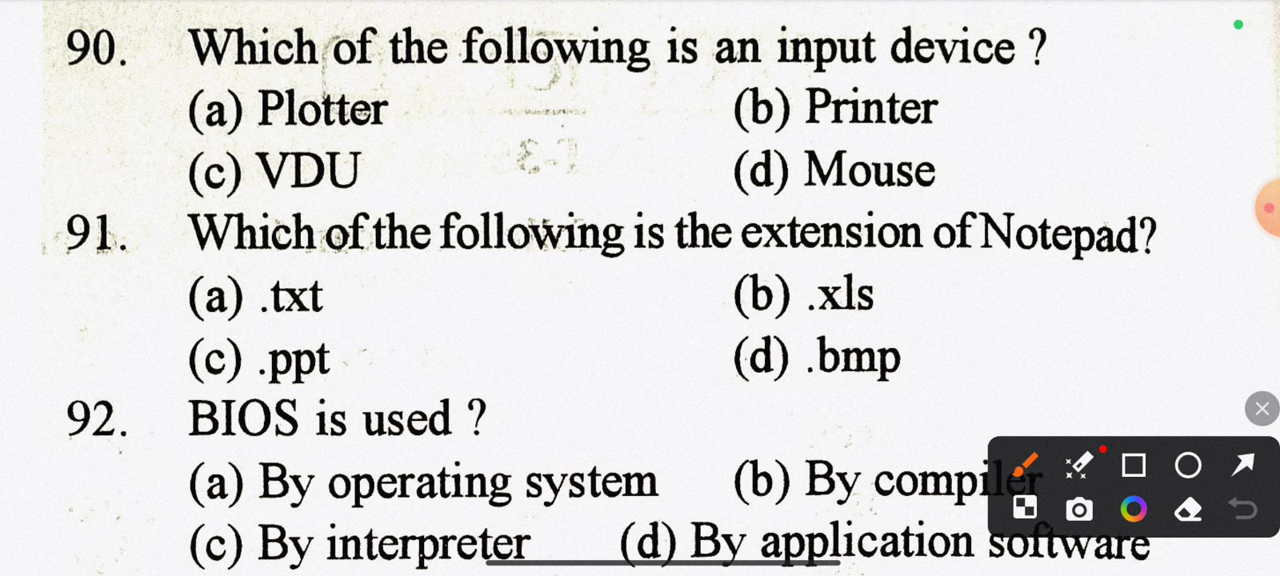 90. Which of the following is an input device ?
(a) Plotter (b) Printer
(c) VDU (d) Mouse
91. Which of the following is the extension of Notepad?
(a) .txt (b) .xls
(c) .ppt (d) .bmp
92. BIOS is used ?
(a) By operating system (b) By compiler
(c) By interpreter (d) By application software